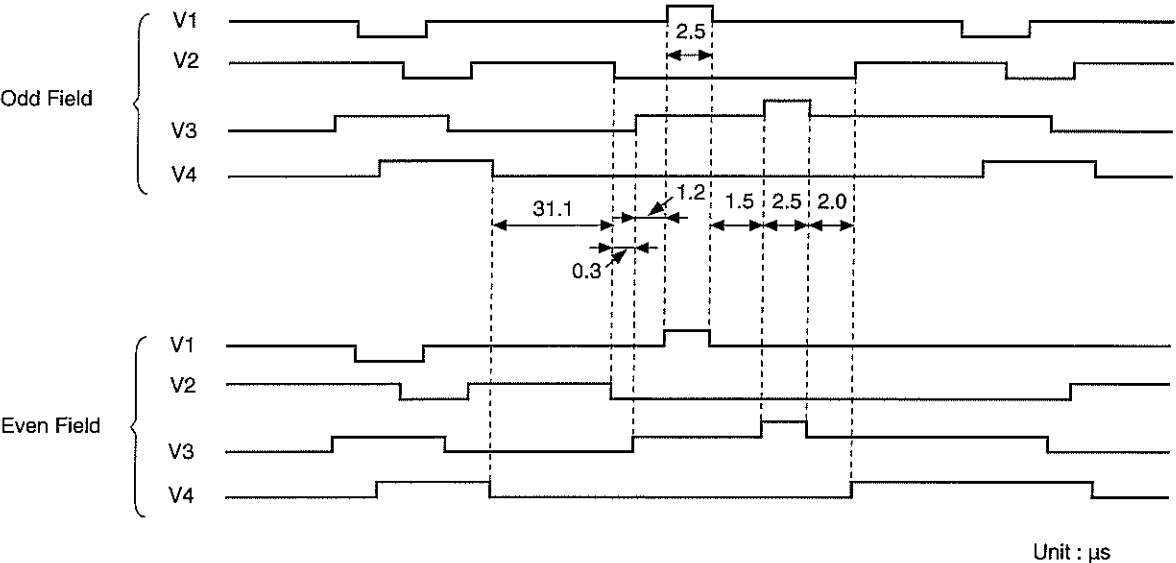 V1
2.5
V2
Odd Field
V3
V4
1.2
31.1
1.5
2.5
2.0
0.3
V1
V2
Even Field
V3
V4
Unit : μs